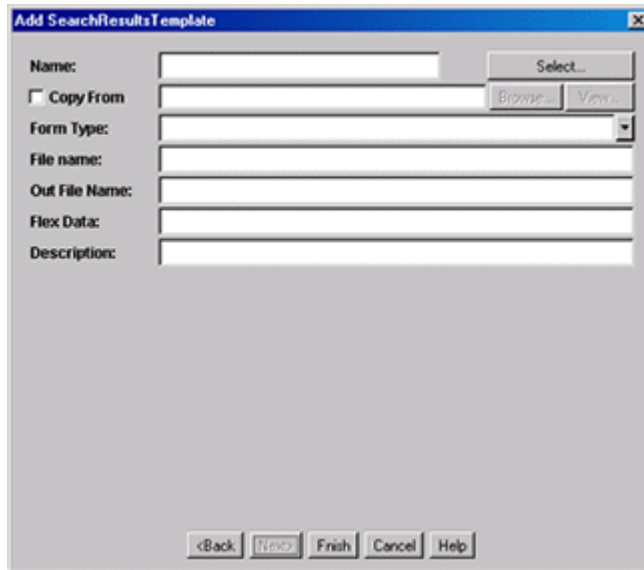 Add SearchResultsTemplate
Name: Select...
Copy From Browse... View...
Form Type:
File name:
Out File Name:
Flex Data:
Description:
<Back Next> Finish Cancel Help